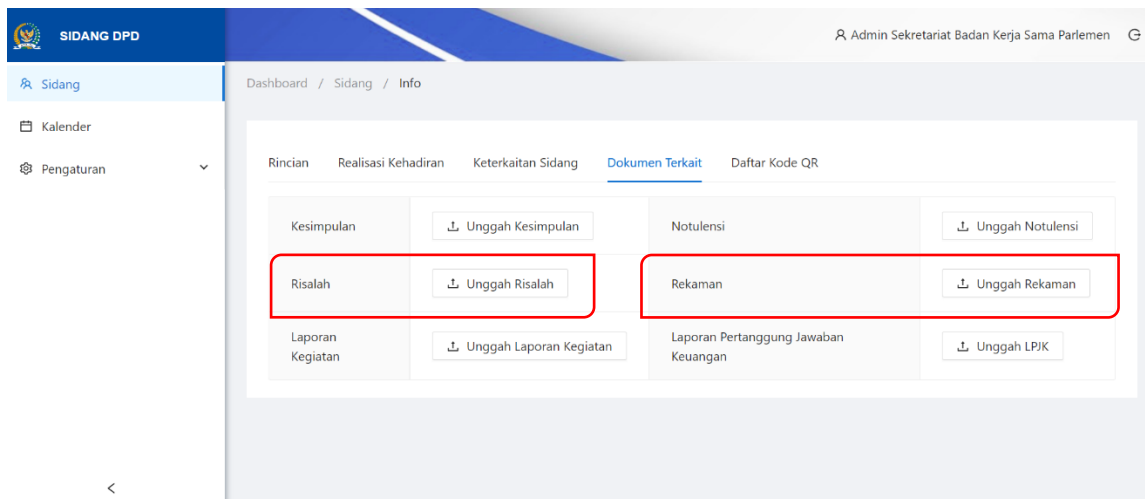 SIDANG DPD
Admin Sekretariat Badan Kerja Sama Parlemen
Sidang
Kalender
Pengaturan
Dashboard / Sidang / Info
Rincian Realisasi Kehadiran Keterkaitan Sidang Dokumen Terkait Daftar Kode QR
Kesimpulan Unggah Kesimpulan Notulensi Unggah Notulensi
Risalah Unggah Risalah Rekaman Unggah Rekaman
Laporan
Kegiatan
Unggah Laporan Kegiatan
Laporan Pertanggung Jawaban
Keuangan
Unggah LPJK